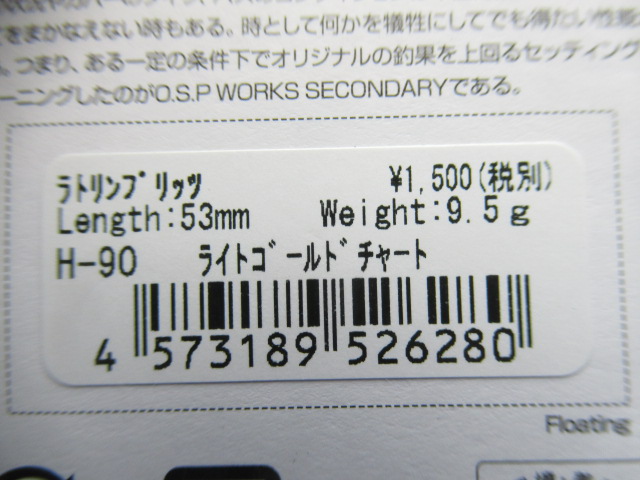 をまかなえない時もある。時として何かを犠牲にしてでも得たい性能
。つまり、ある一定の条件下でオリジナルの釣果を上回るセッティング
ーニングしたのがO.S.P WORKS SECONDARYである。
ﾗﾄﾘﾝﾌﾞﾘｯﾂ ¥1,500(税別)
Length:53mm Weight:9.5g
H-90 ﾗｲﾄｺﾞｰﾙﾄﾞﾁｬｰﾄ
4 573189 526280
Floating